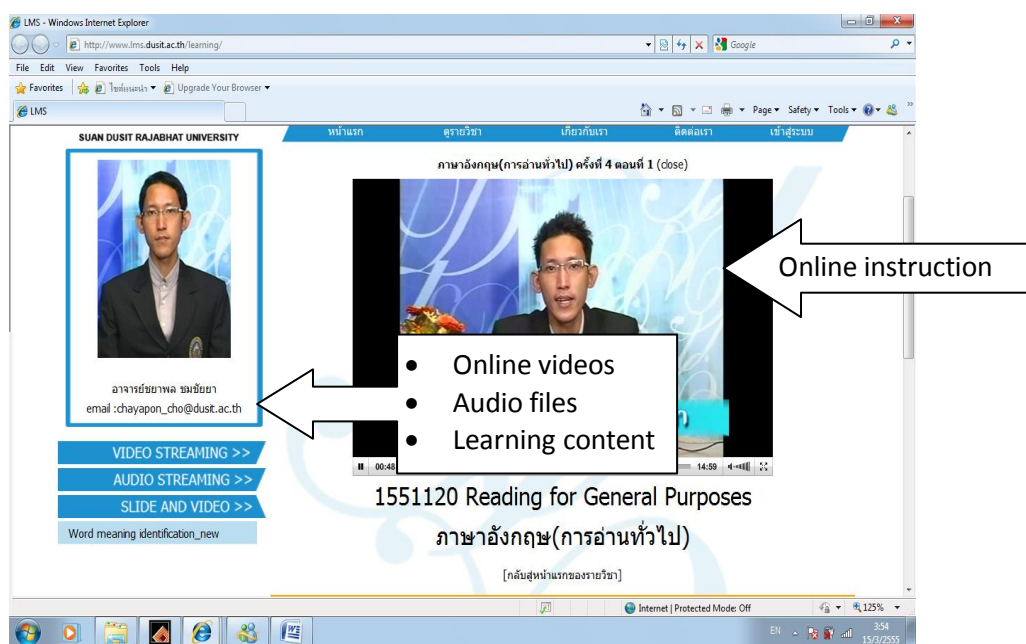 LMS - Windows Internet Explorer
http://www.lms.dusit.ac.th/learning/
Google
File Edit View Favorites Tools Help
Favorites ไซต์แนะนำ Upgrade Your Browser
LMS
Page Safety Tools
SUAN DUSIT RAJABHAT UNIVERSITY
หน้าแรก ดูรายวิชา เกี่ยวกับเรา ติดต่อเรา เข้าสู่ระบบ
ภาษาอังกฤษ(การอ่านทั่วไป) ครั้งที่ 4 ตอนที่ 1 (close)
Online instruction
• Online videos
• Audio files
• Learning content
อาจารย์ชยาพล ชมชัยยา
email :chayapon_cho@dusit.ac.th
VIDEO STREAMING >>
AUDIO STREAMING >>
SLIDE AND VIDEO >>
Word meaning identification_new
00:48 14:59
1551120 Reading for General Purposes
ภาษาอังกฤษ(การอ่านทั่วไป)
[กลับสู่หน้าแรกของรายวิชา]
Internet | Protected Mode: Off 125%
EN 3:54
15/3/2555